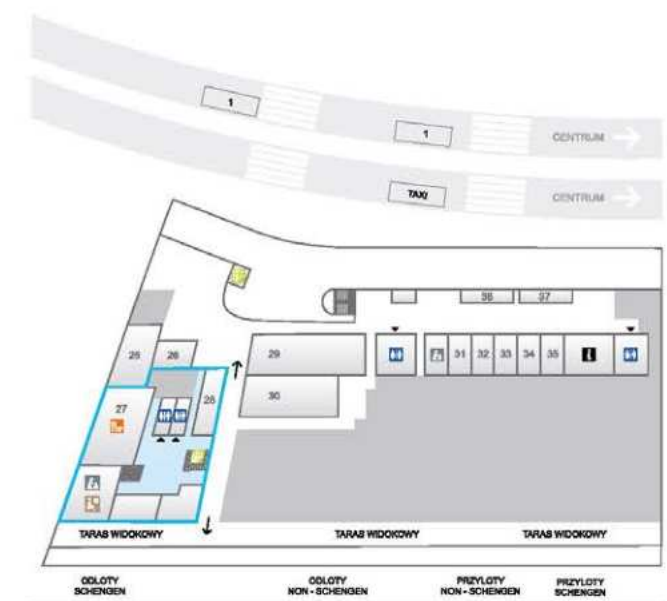 1
1
CENTRUM
TAXI
CENTRUM
36
37
25
26
29
31
32
33
34
35
30
27
28
TARAS WIDOKOWY
TARAS WIDOKOWY
TARAS WIDOKOWY
ODLOTY
SCHENGEN
ODLOTY
NON - SCHENGEN
PRZYLOTY
NON - SCHENGEN
PRZYLOTY
SCHENGEN